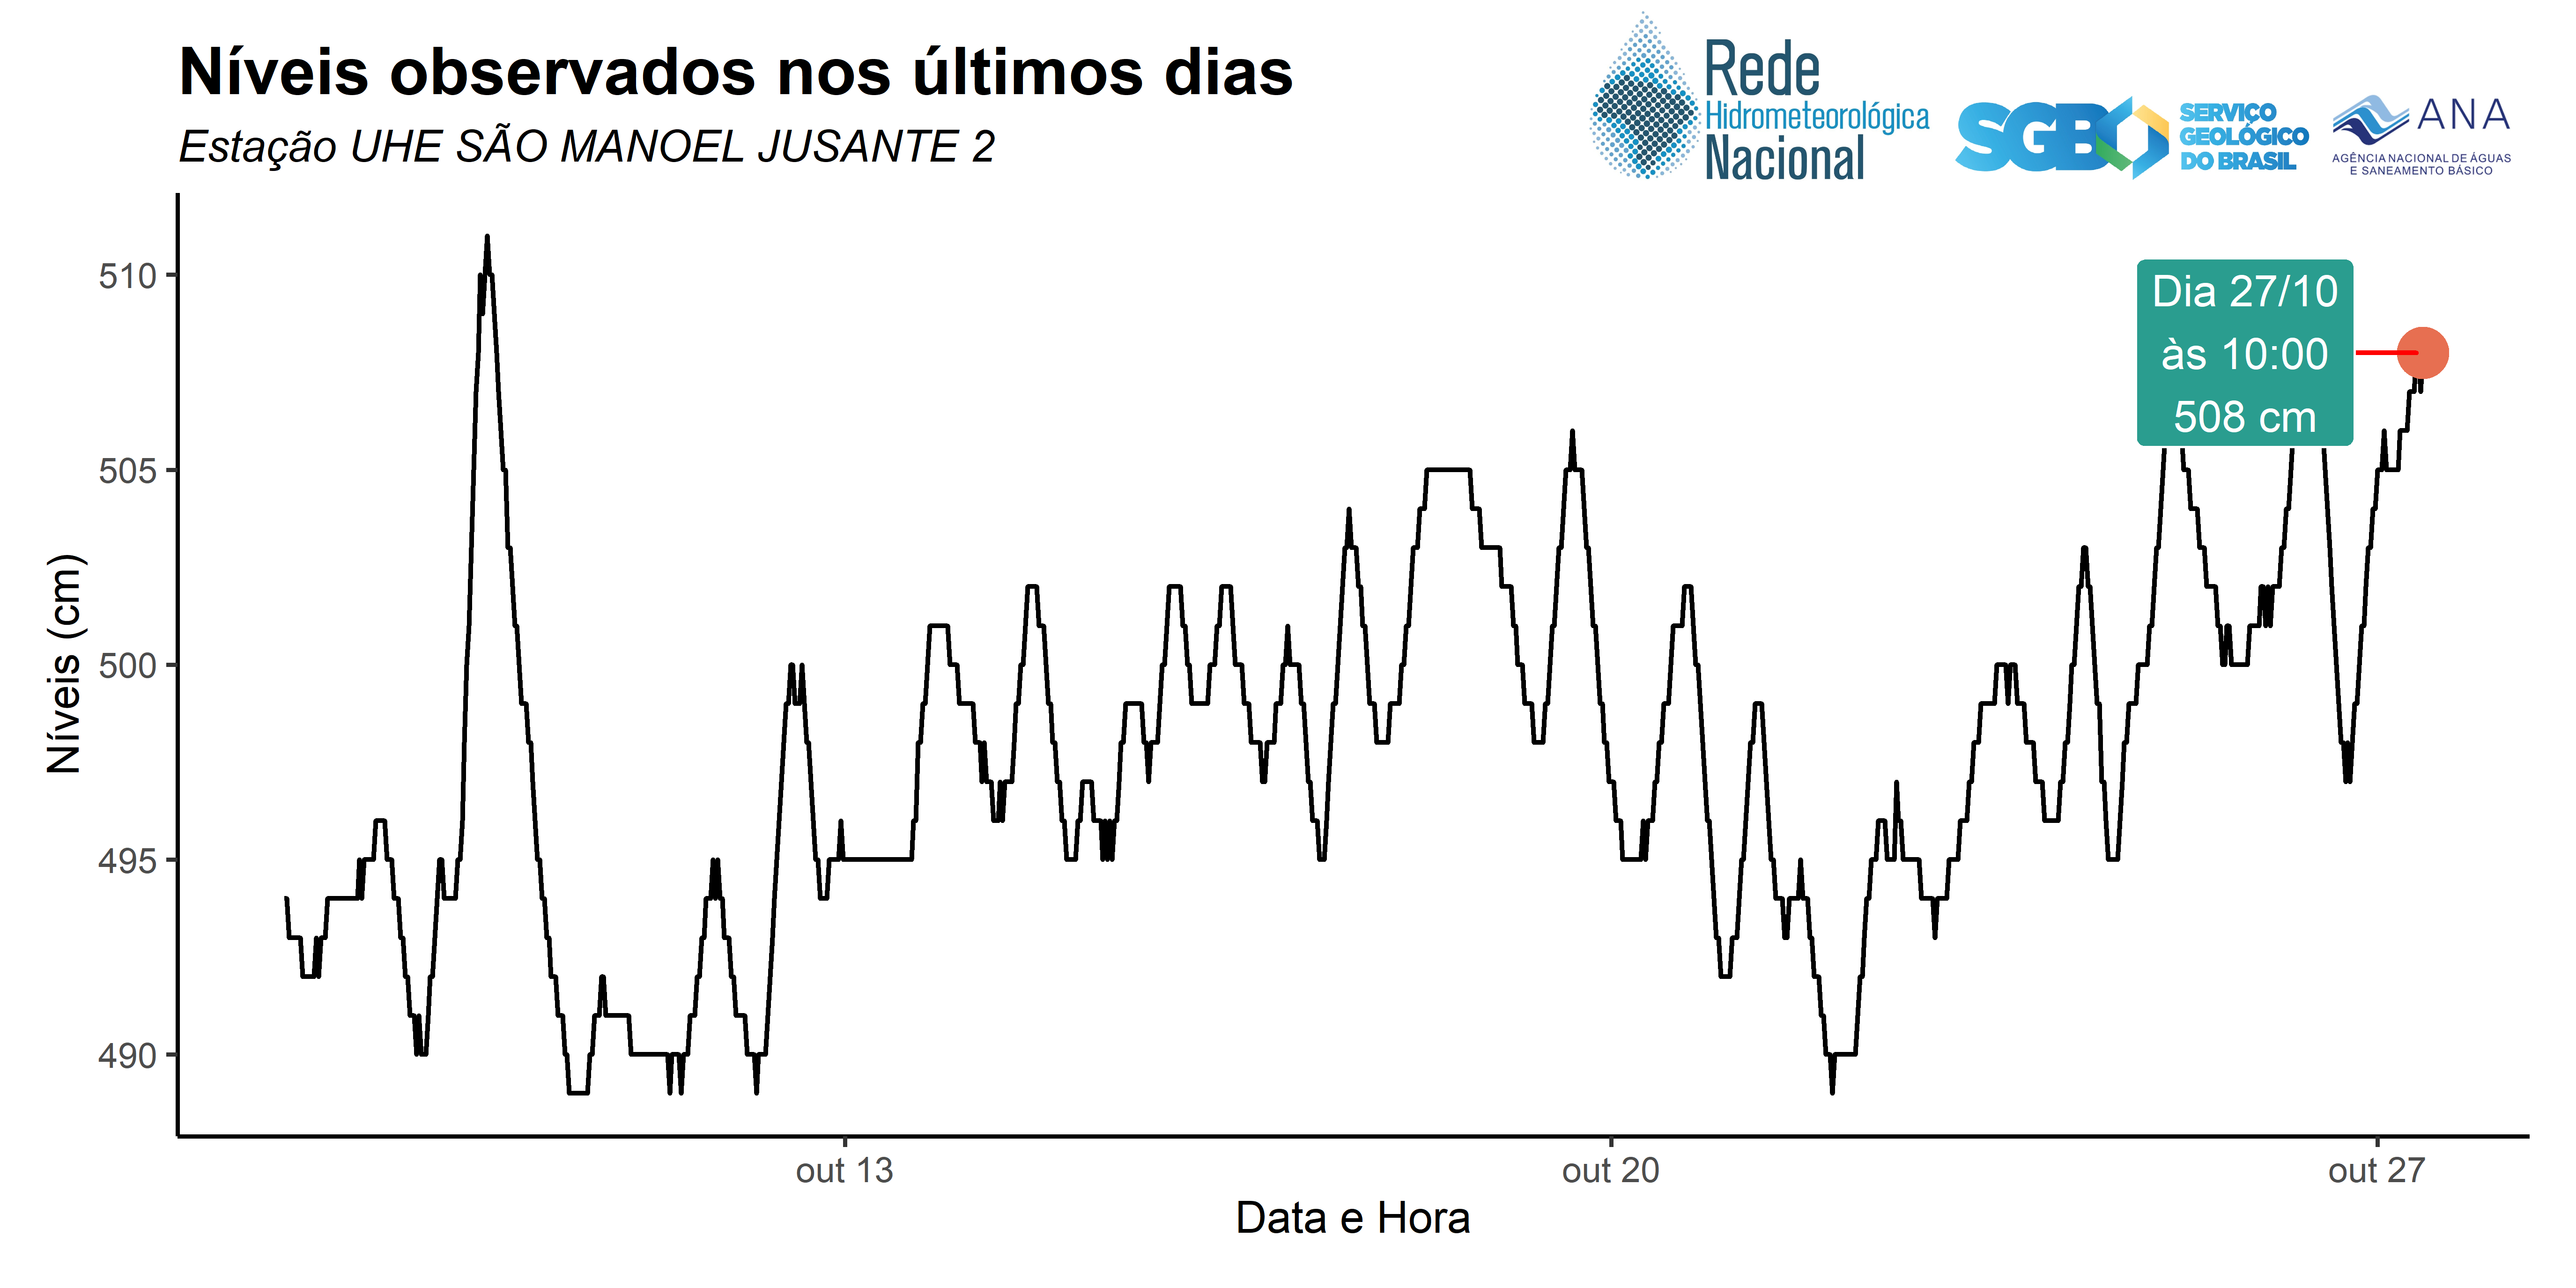 Níveis observados nos últimos dias
Estação UHE SÃO MANOEL JUSANTE 2
Rede
Hidrometeorológica
Nacional
SGB
SERVIÇO
GEOLÓGICO
DO BRASIL
ANA
AGÊNCIA NACIONAL DE ÁGUAS
E SANEAMENTO BÁSICO
Dia 27/10
às 10:00
508 cm
Níveis (cm)
510
505
500
495
490
out 13
out 20
out 27
Data e Hora